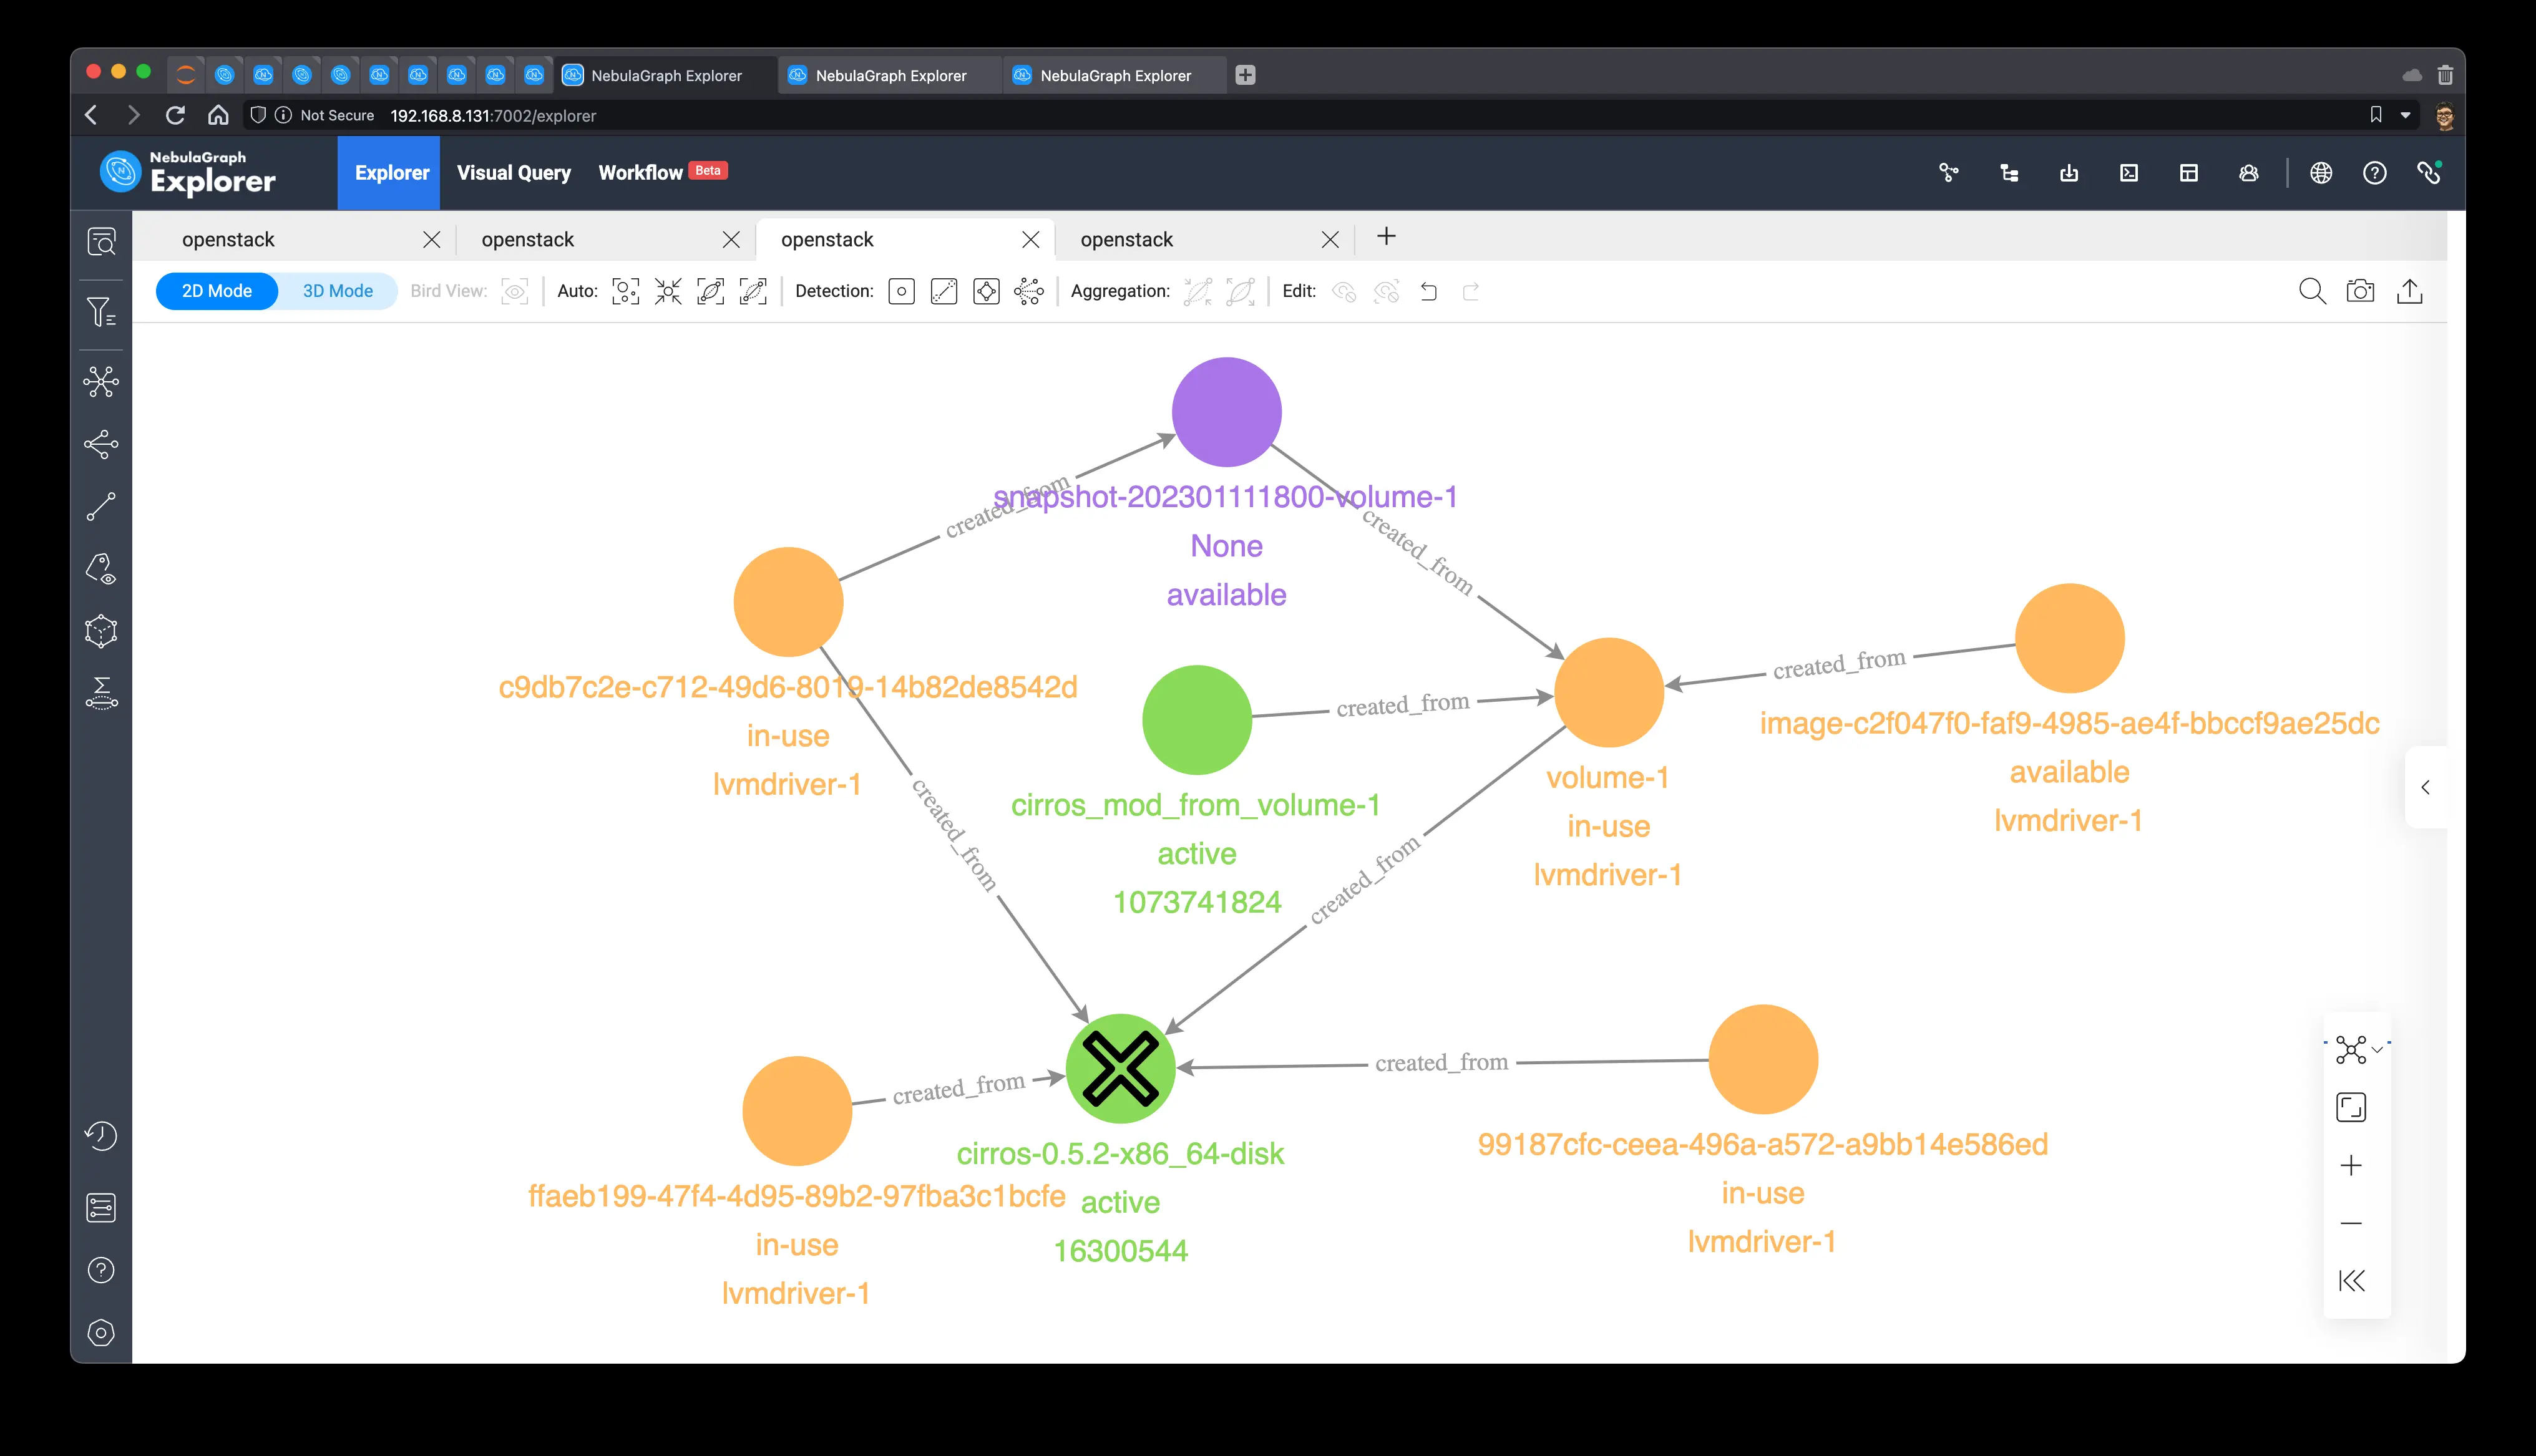 NebulaGraph Explorer
NebulaGraph Explorer
NebulaGraph Explorer
Not Secure 192.168.8.131:7002/explorer
NebulaGraph
Explorer
Explorer
Visual Query
Workflow Beta
openstack
openstack
openstack
openstack
2D Mode
3D Mode
Bird View:
Auto:
Detection:
Aggregation:
Edit:
created_from
snapshot-202301111800-volume-1
None
available
created_from
c9db7c2e-c712-49d6-8019-14b82de8542d
in-use
lvmdriver-1
created_from
cirros_mod_from_volume-1
active
1073741824
created_from
volume-1
in-use
lvmdriver-1
created_from
image-c2f047f0-faf9-4985-ae4f-bbccf9ae25dc
available
lvmdriver-1
created_from
created_from
cirros-0.5.2-x86_64-disk
active
16300544
created_from
ffaeb199-47f4-4d95-89b2-97fba3c1bcfe
in-use
lvmdriver-1
99187cfc-ceea-496a-a572-a9bb14e586ed
in-use
lvmdriver-1